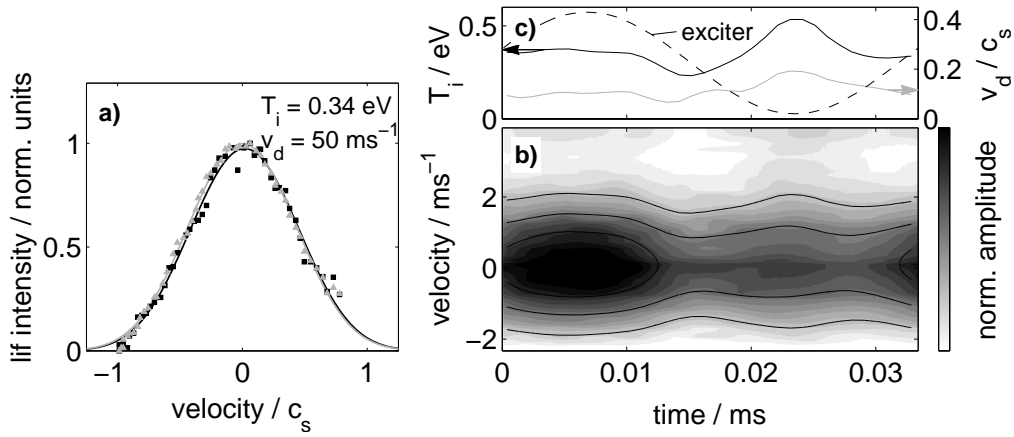 a)
T_i = 0.34 eV
v_d = 50 ms⁻¹
lif intensity / norm. units
1
0.5
0
−1
0
1
velocity / c_s
c)
exciter
T_i / eV
0.5
0
v_d / c_s
0.4
0.2
0
b)
velocity / ms⁻¹
2
0
−2
0
0.01
0.02
0.03
time / ms
norm. amplitude
0